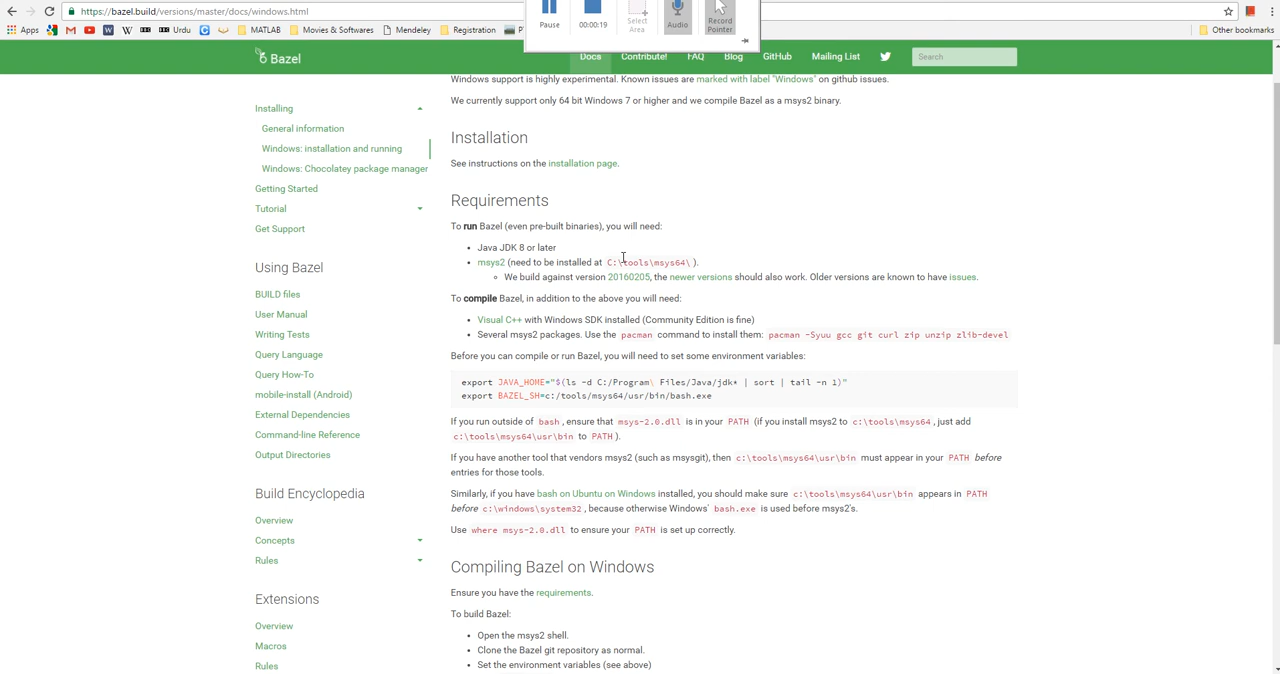 https://bazel.build/versions/master/docs/windows.html
Apps
Urdu
MATLAB
Movies & Softwares
Mendeley
Registration
Other bookmarks
Pause
00:00:19
Select Area
Audio
Record Pointer
Bazel
Docs
Contribute!
FAQ
Blog
GitHub
Mailing List
Search
Installing
General information
Windows: installation and running
Windows: Chocolatey package manager
Getting Started
Tutorial
Get Support
Using Bazel
BUILD files
User Manual
Writing Tests
Query Language
Query How-To
mobile-install (Android)
External Dependencies
Command-line Reference
Output Directories
Build Encyclopedia
Overview
Concepts
Rules
Extensions
Overview
Macros
Rules
Windows support is highly experimental. Known issues are marked with label "Windows" on github issues.
We currently support only 64 bit Windows 7 or higher and we compile Bazel as a msys2 binary.
Installation
See instructions on the installation page.
Requirements
To run Bazel (even pre-built binaries), you will need:
Java JDK 8 or later
msys2 (need to be installed at C:\tools\msys64\ ).
We build against version 20160205, the newer versions should also work. Older versions are known to have issues.
To compile Bazel, in addition to the above you will need:
Visual C++ with Windows SDK installed (Community Edition is fine)
Several msys2 packages. Use the pacman command to install them: pacman -Syuu gcc git curl zip unzip zlib-devel
Before you can compile or run Bazel, you will need to set some environment variables:
export JAVA_HOME="$(ls -d C:/Program\ Files/Java/jdk* | sort | tail -n 1)"
export BAZEL_SH=c:/tools/msys64/usr/bin/bash.exe
If you run outside of bash, ensure that msys-2.0.dll is in your PATH (if you install msys2 to c:\tools\msys64, just add
c:\tools\msys64\usr\bin to PATH ).
If you have another tool that vendors msys2 (such as msysgit), then c:\tools\msys64\usr\bin must appear in your PATH before
entries for those tools.
Similarly, if you have bash on Ubuntu on Windows installed, you should make sure c:\tools\msys64\usr\bin appears in PATH
before c:\windows\system32, because otherwise Windows' bash.exe is used before msys2's.
Use where msys-2.0.dll to ensure your PATH is set up correctly.
Compiling Bazel on Windows
Ensure you have the requirements.
To build Bazel:
Open the msys2 shell.
Clone the Bazel git repository as normal.
Set the environment variables (see above)